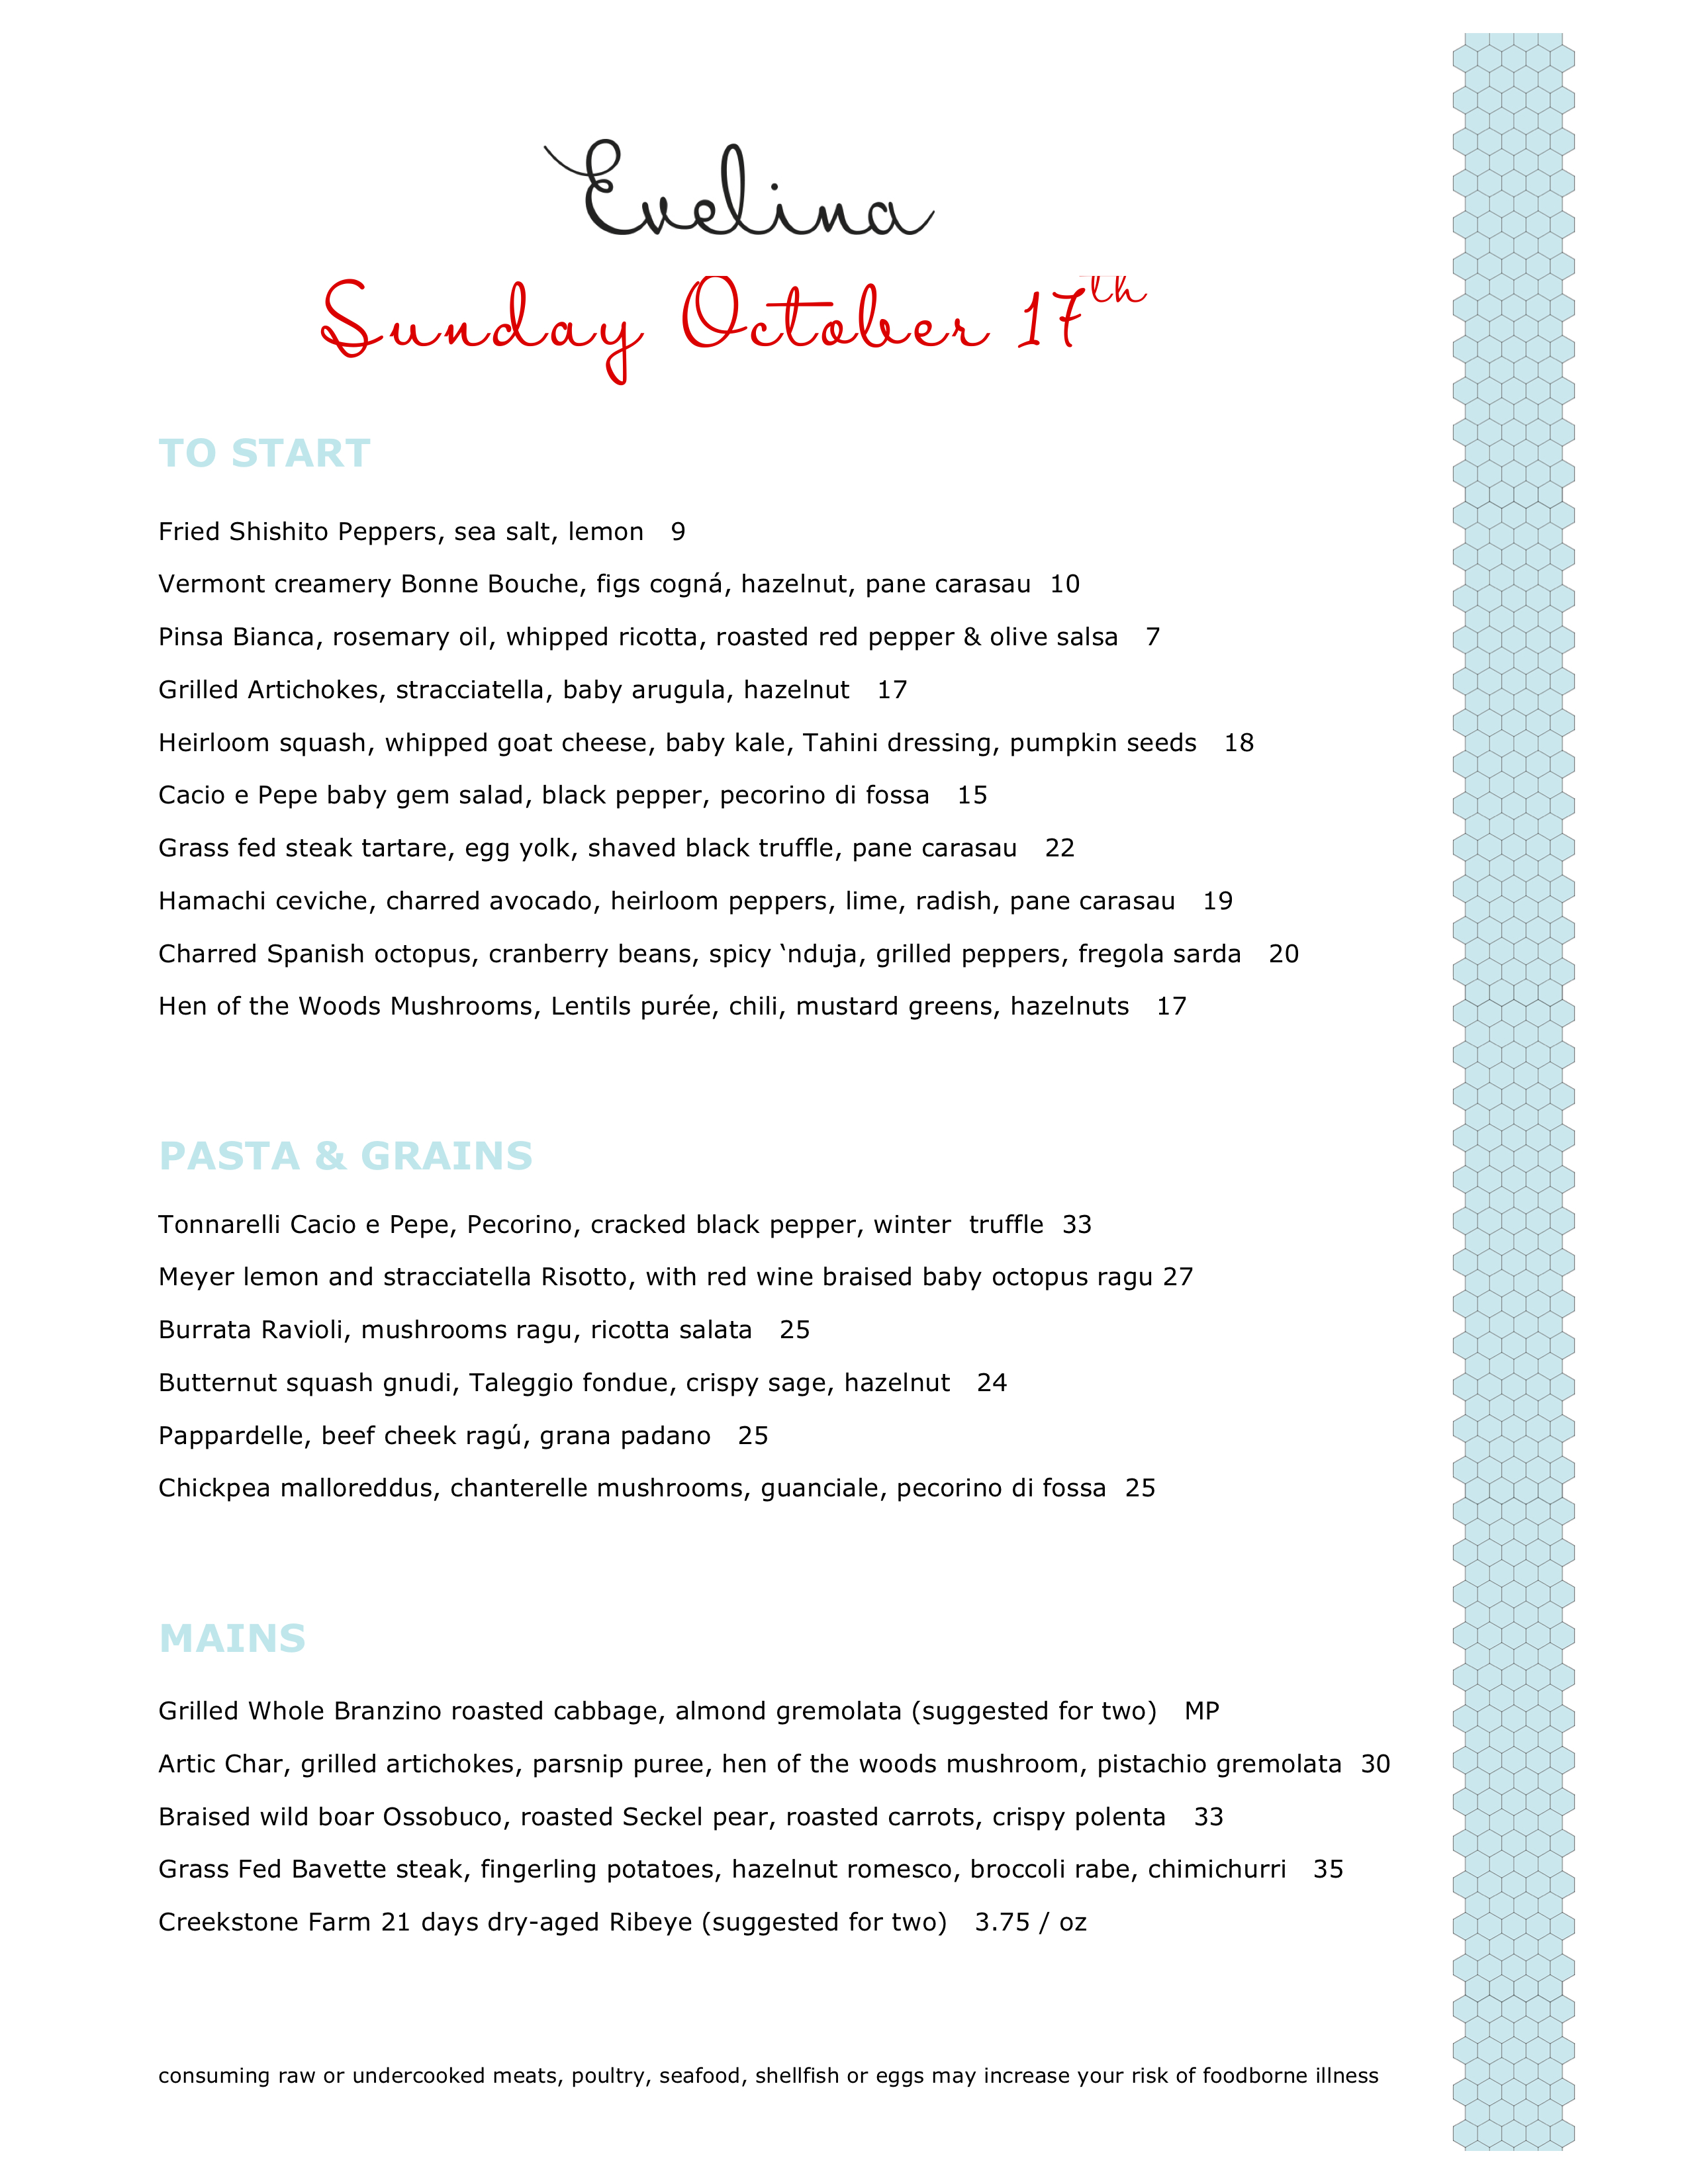 Evelina
Sunday October 17th
TO START
Fried Shishito Peppers, sea salt, lemon 9
Vermont creamery Bonne Bouche, figs cogná, hazelnut, pane carasau 10
Pinsa Bianca, rosemary oil, whipped ricotta, roasted red pepper & olive salsa 7
Grilled Artichokes, stracciatella, baby arugula, hazelnut 17
Heirloom squash, whipped goat cheese, baby kale, Tahini dressing, pumpkin seeds 18
Cacio e Pepe baby gem salad, black pepper, pecorino di fossa 15
Grass fed steak tartare, egg yolk, shaved black truffle, pane carasau 22
Hamachi ceviche, charred avocado, heirloom peppers, lime, radish, pane carasau 19
Charred Spanish octopus, cranberry beans, spicy ‛nduja, grilled peppers, fregola sarda 20
Hen of the Woods Mushrooms, Lentils purée, chili, mustard greens, hazelnuts 17
PASTA & GRAINS
Tonnarelli Cacio e Pepe, Pecorino, cracked black pepper, winter truffle 33
Meyer lemon and stracciatella Risotto, with red wine braised baby octopus ragu 27
Burrata Ravioli, mushrooms ragu, ricotta salata 25
Butternut squash gnudi, Taleggio fondue, crispy sage, hazelnut 24
Pappardelle, beef cheek ragú, grana padano 25
Chickpea malloreddus, chanterelle mushrooms, guanciale, pecorino di fossa 25
MAINS
Grilled Whole Branzino roasted cabbage, almond gremolata (suggested for two) MP
Artic Char, grilled artichokes, parsnip puree, hen of the woods mushroom, pistachio gremolata 30
Braised wild boar Ossobuco, roasted Seckel pear, roasted carrots, crispy polenta 33
Grass Fed Bavette steak, fingerling potatoes, hazelnut romesco, broccoli rabe, chimichurri 35
Creekstone Farm 21 days dry-aged Ribeye (suggested for two) 3.75 / oz
consuming raw or undercooked meats, poultry, seafood, shellfish or eggs may increase your risk of foodborne illness